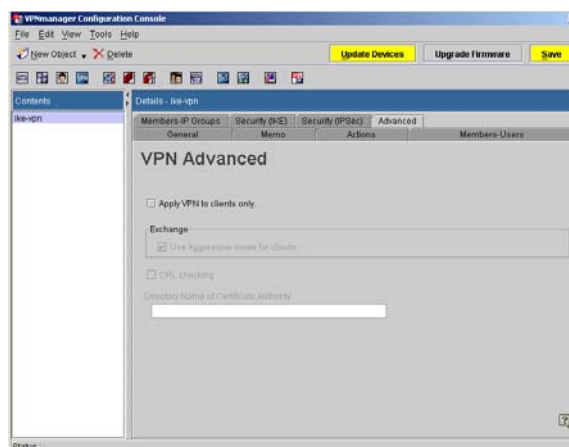 VPNmanager Configuration Console
File Edit View Tools Help
New Object Delete Update Devices Upgrade Firmware Save
Contents Details - ike-vpn
ike-vpn
Members-IP Groups Security (IKE) Security (IPSec) Advanced
General Memo Actions Members-Users
VPN Advanced
Apply VPN to clients only.
Exchange
Use Aggressive mode for clients
CRL checking
Directory Name of Certificate Authority
Status :